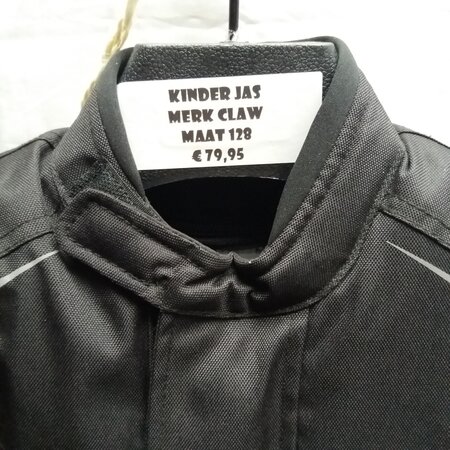 KINDER JAS
MERK CLAW
MAAT 128
€ 79,95